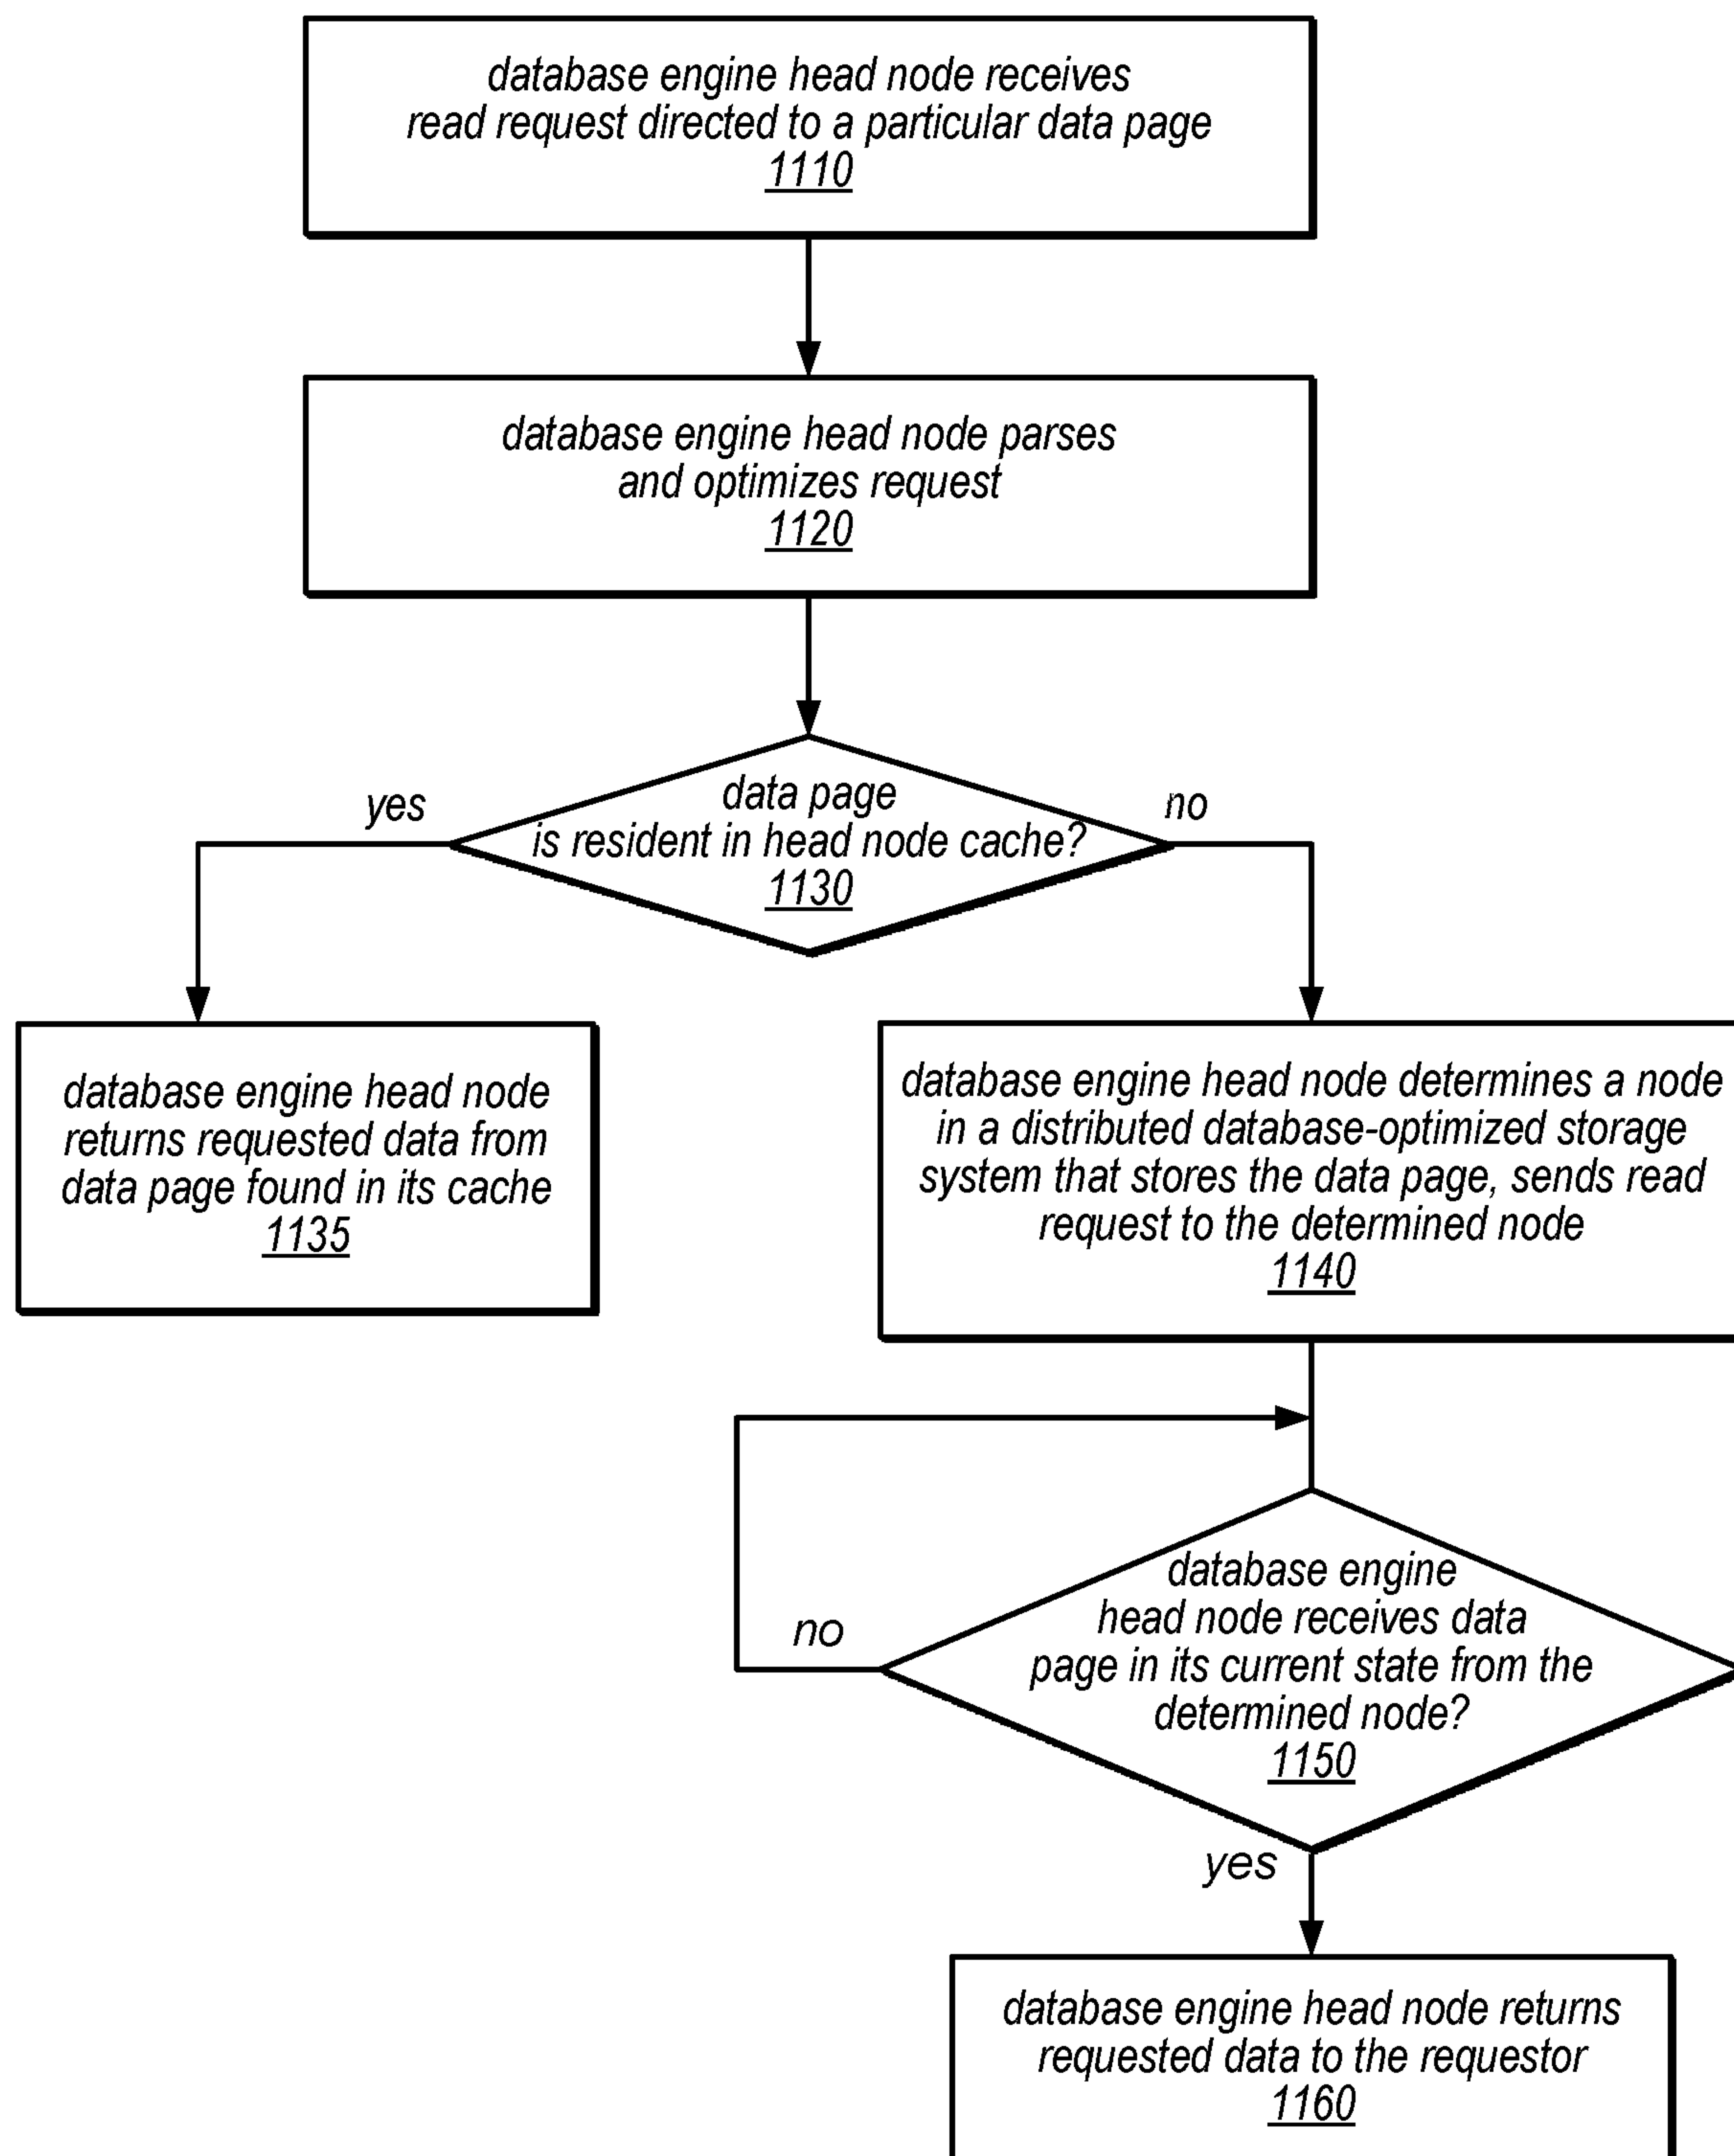 database engine head node receives
read request directed to a particular data page
1110
database engine head node parses
and optimizes request
1120
data page
is resident in head node cache?
1130
yes
no
database engine head node
returns requested data from
data page found in its cache
1135
database engine head node determines a node
in a distributed database-optimized storage
system that stores the data page, sends read
request to the determined node
1140
database engine
head node receives data
page in its current state from the
determined node?
1150
no
yes
database engine head node returns
requested data to the requestor
1160